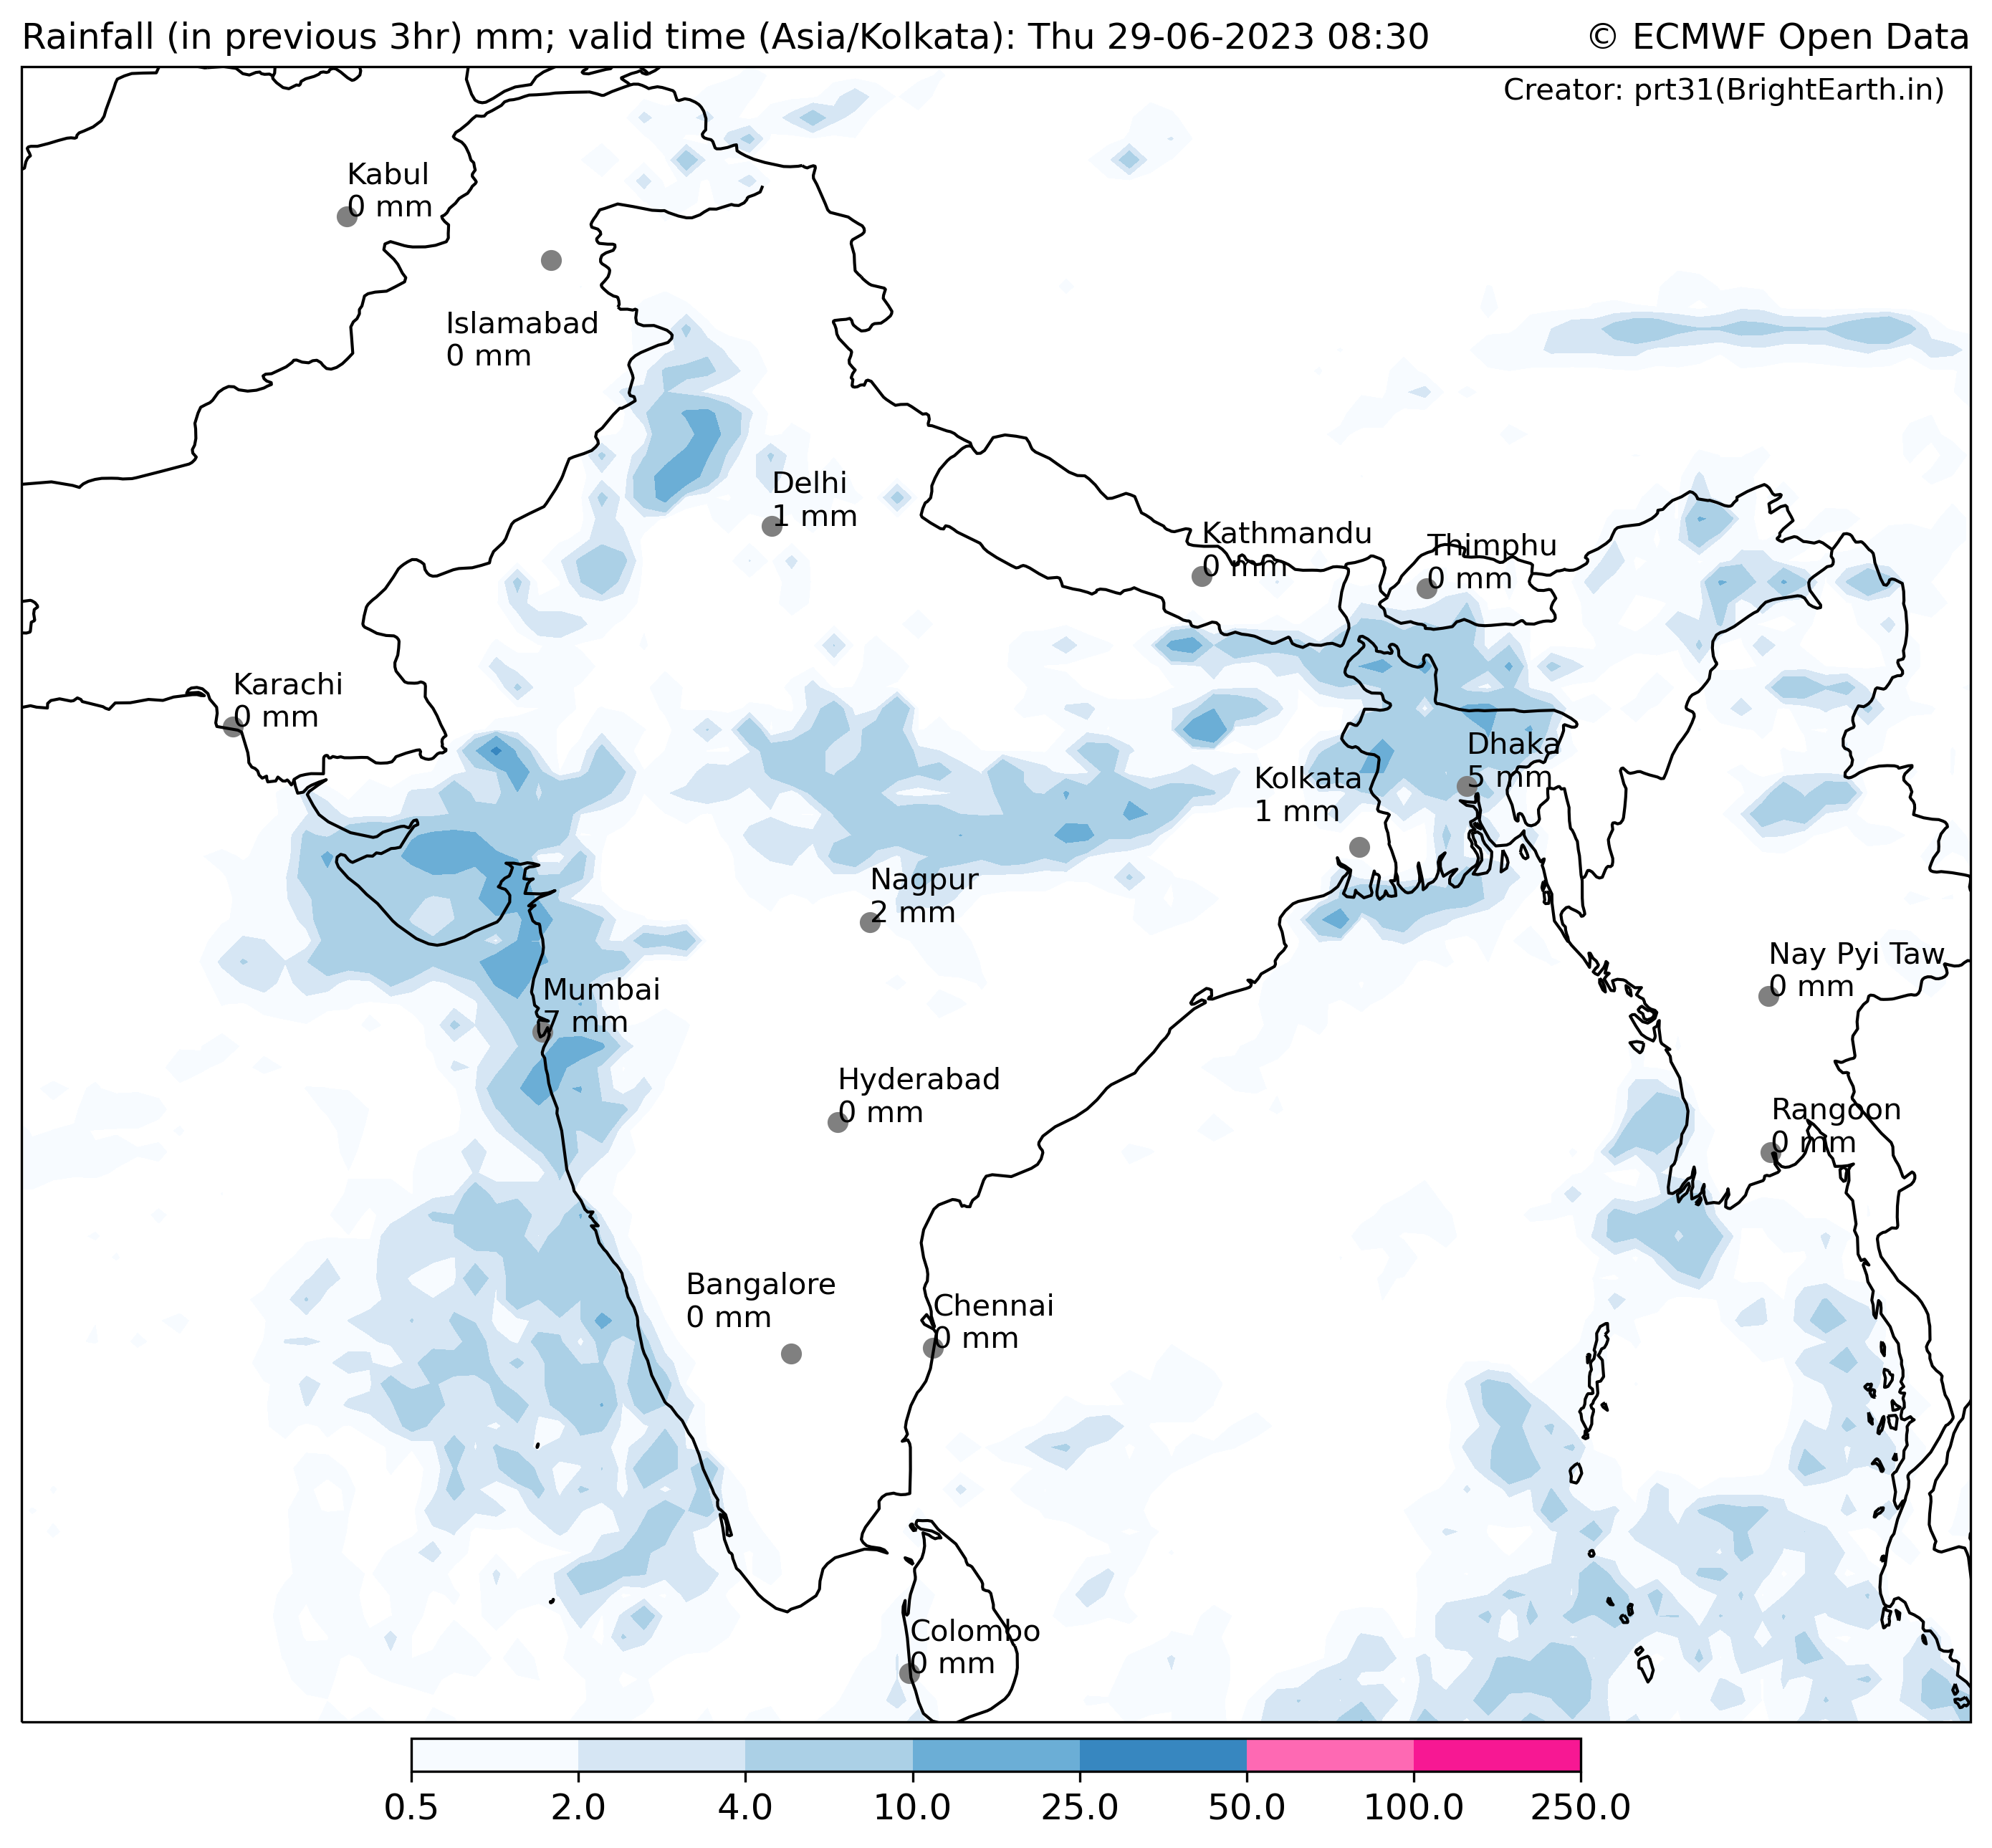 Rainfall (in previous 3hr) mm; valid time (Asia/Kolkata): Thu 29-06-2023 08:30
© ECMWF Open Data
Creator: prt31(BrightEarth.in)
Kabul
0 mm
Islamabad
0 mm
Delhi
1 mm
Kathmandu
0 mm
Thimphu
0 mm
Karachi
0 mm
Dhaka
5 mm
Kolkata
1 mm
Nagpur
2 mm
Nay Pyi Taw
0 mm
Mumbai
7 mm
Hyderabad
0 mm
Rangoon
0 mm
Bangalore
0 mm
Chennai
0 mm
Colombo
0 mm
0.5 2.0 4.0 10.0 25.0 50.0 100.0 250.0